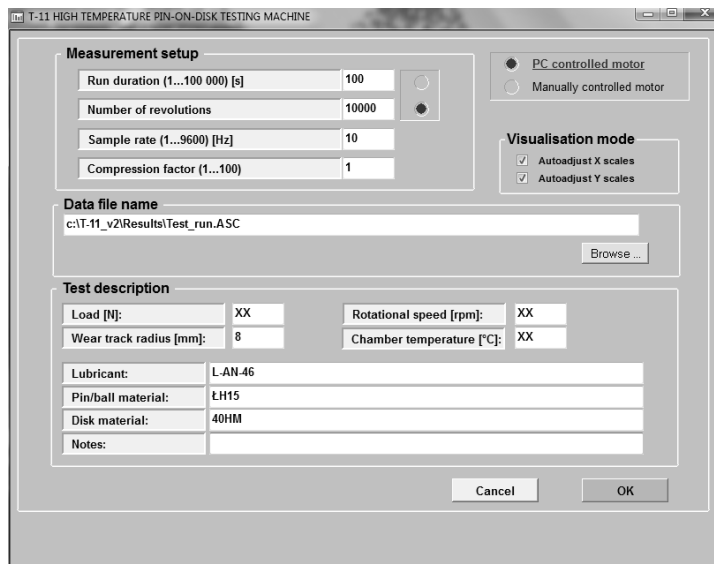 T-11 HIGH TEMPERATURE PIN-ON-DISK TESTING MACHINE
Measurement setup
Run duration (1...100 000) [s] 100
Number of revolutions 10000
Sample rate (1...9600) [Hz] 10
Compression factor (1...100) 1
PC controlled motor
Manually controlled motor
Visualisation mode
Autoadjust X scales
Autoadjust Y scales
Data file name
c:\T-11_v2\Results\Test_run.ASC
Browse ...
Test description
Load [N]: XX Rotational speed [rpm]: XX
Wear track radius [mm]: 8 Chamber temperature [°C]: XX
Lubricant: L-AN-46
Pin/ball material: ŁH15
Disk material: 40HM
Notes:
Cancel OK